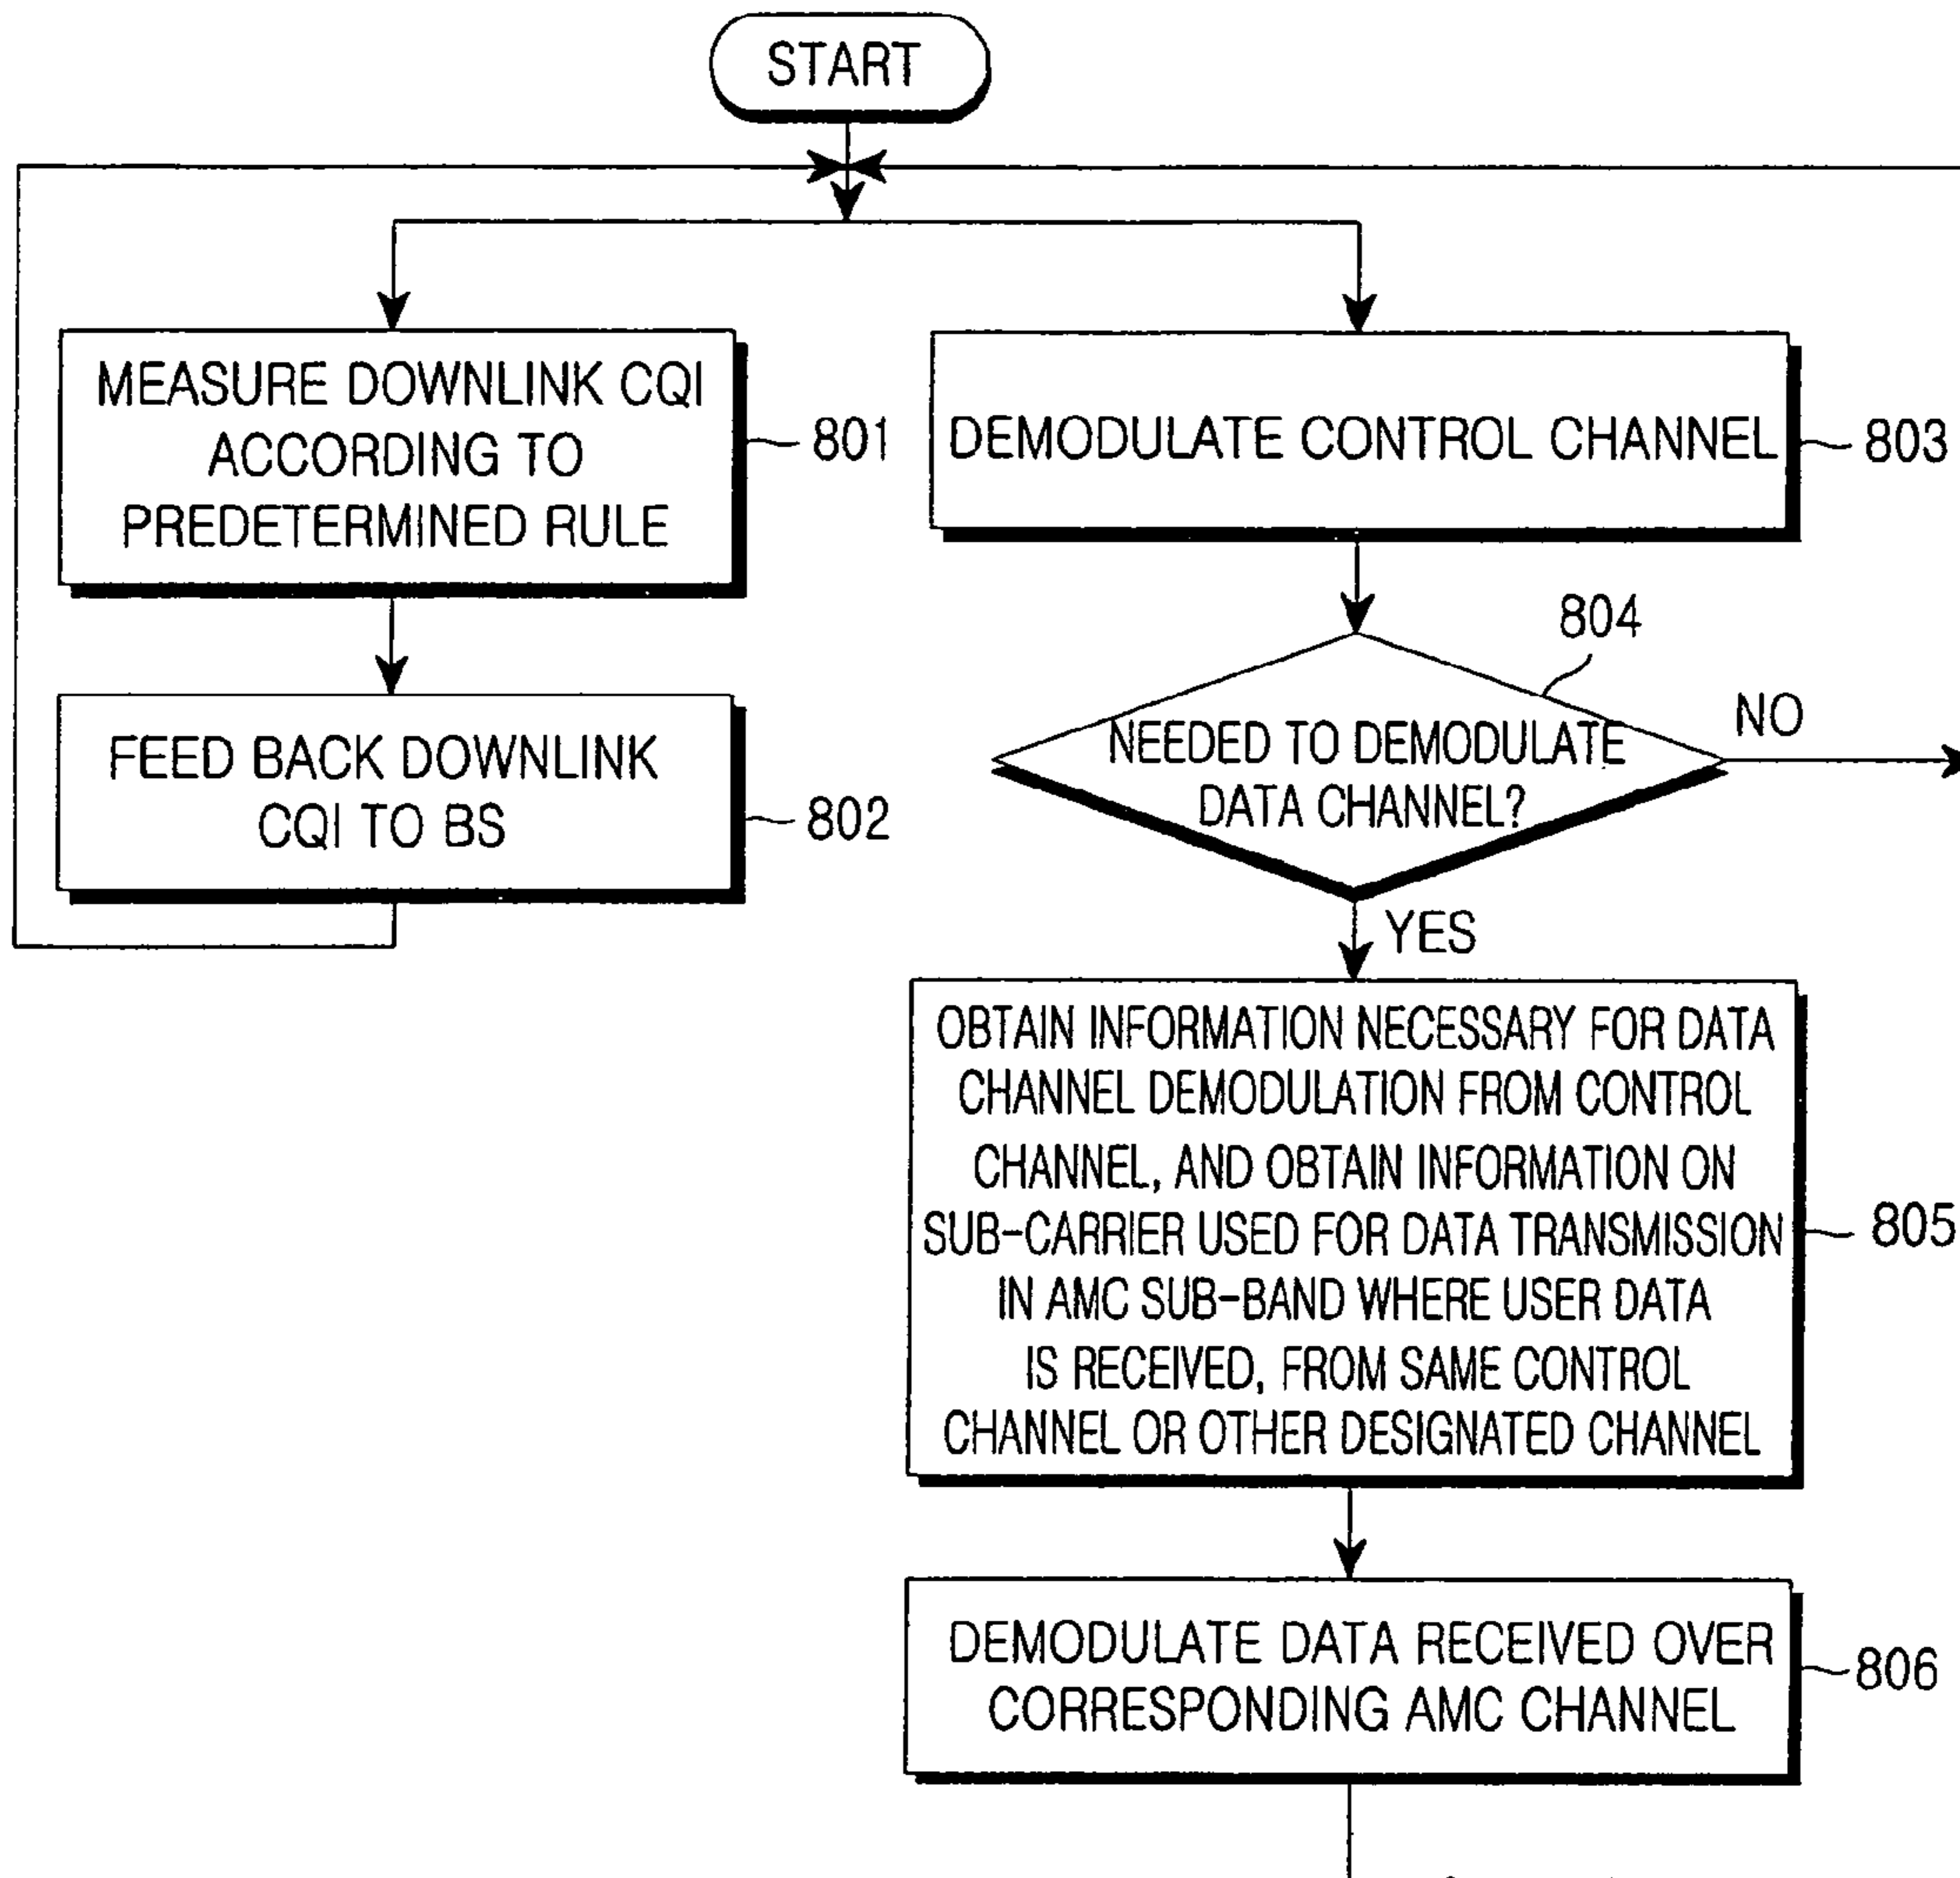 START
MEASURE DOWNLINK CQI
ACCORDING TO
PREDETERMINED RULE
801
FEED BACK DOWNLINK
CQI TO BS
802
DEMODULATE CONTROL CHANNEL
803
804
NEEDED TO DEMODULATE
DATA CHANNEL?
NO
YES
OBTAIN INFORMATION NECESSARY FOR DATA
CHANNEL DEMODULATION FROM CONTROL
CHANNEL, AND OBTAIN INFORMATION ON
SUB-CARRIER USED FOR DATA TRANSMISSION
IN AMC SUB-BAND WHERE USER DATA
IS RECEIVED, FROM SAME CONTROL
CHANNEL OR OTHER DESIGNATED CHANNEL
805
DEMODULATE DATA RECEIVED OVER
CORRESPONDING AMC CHANNEL
806